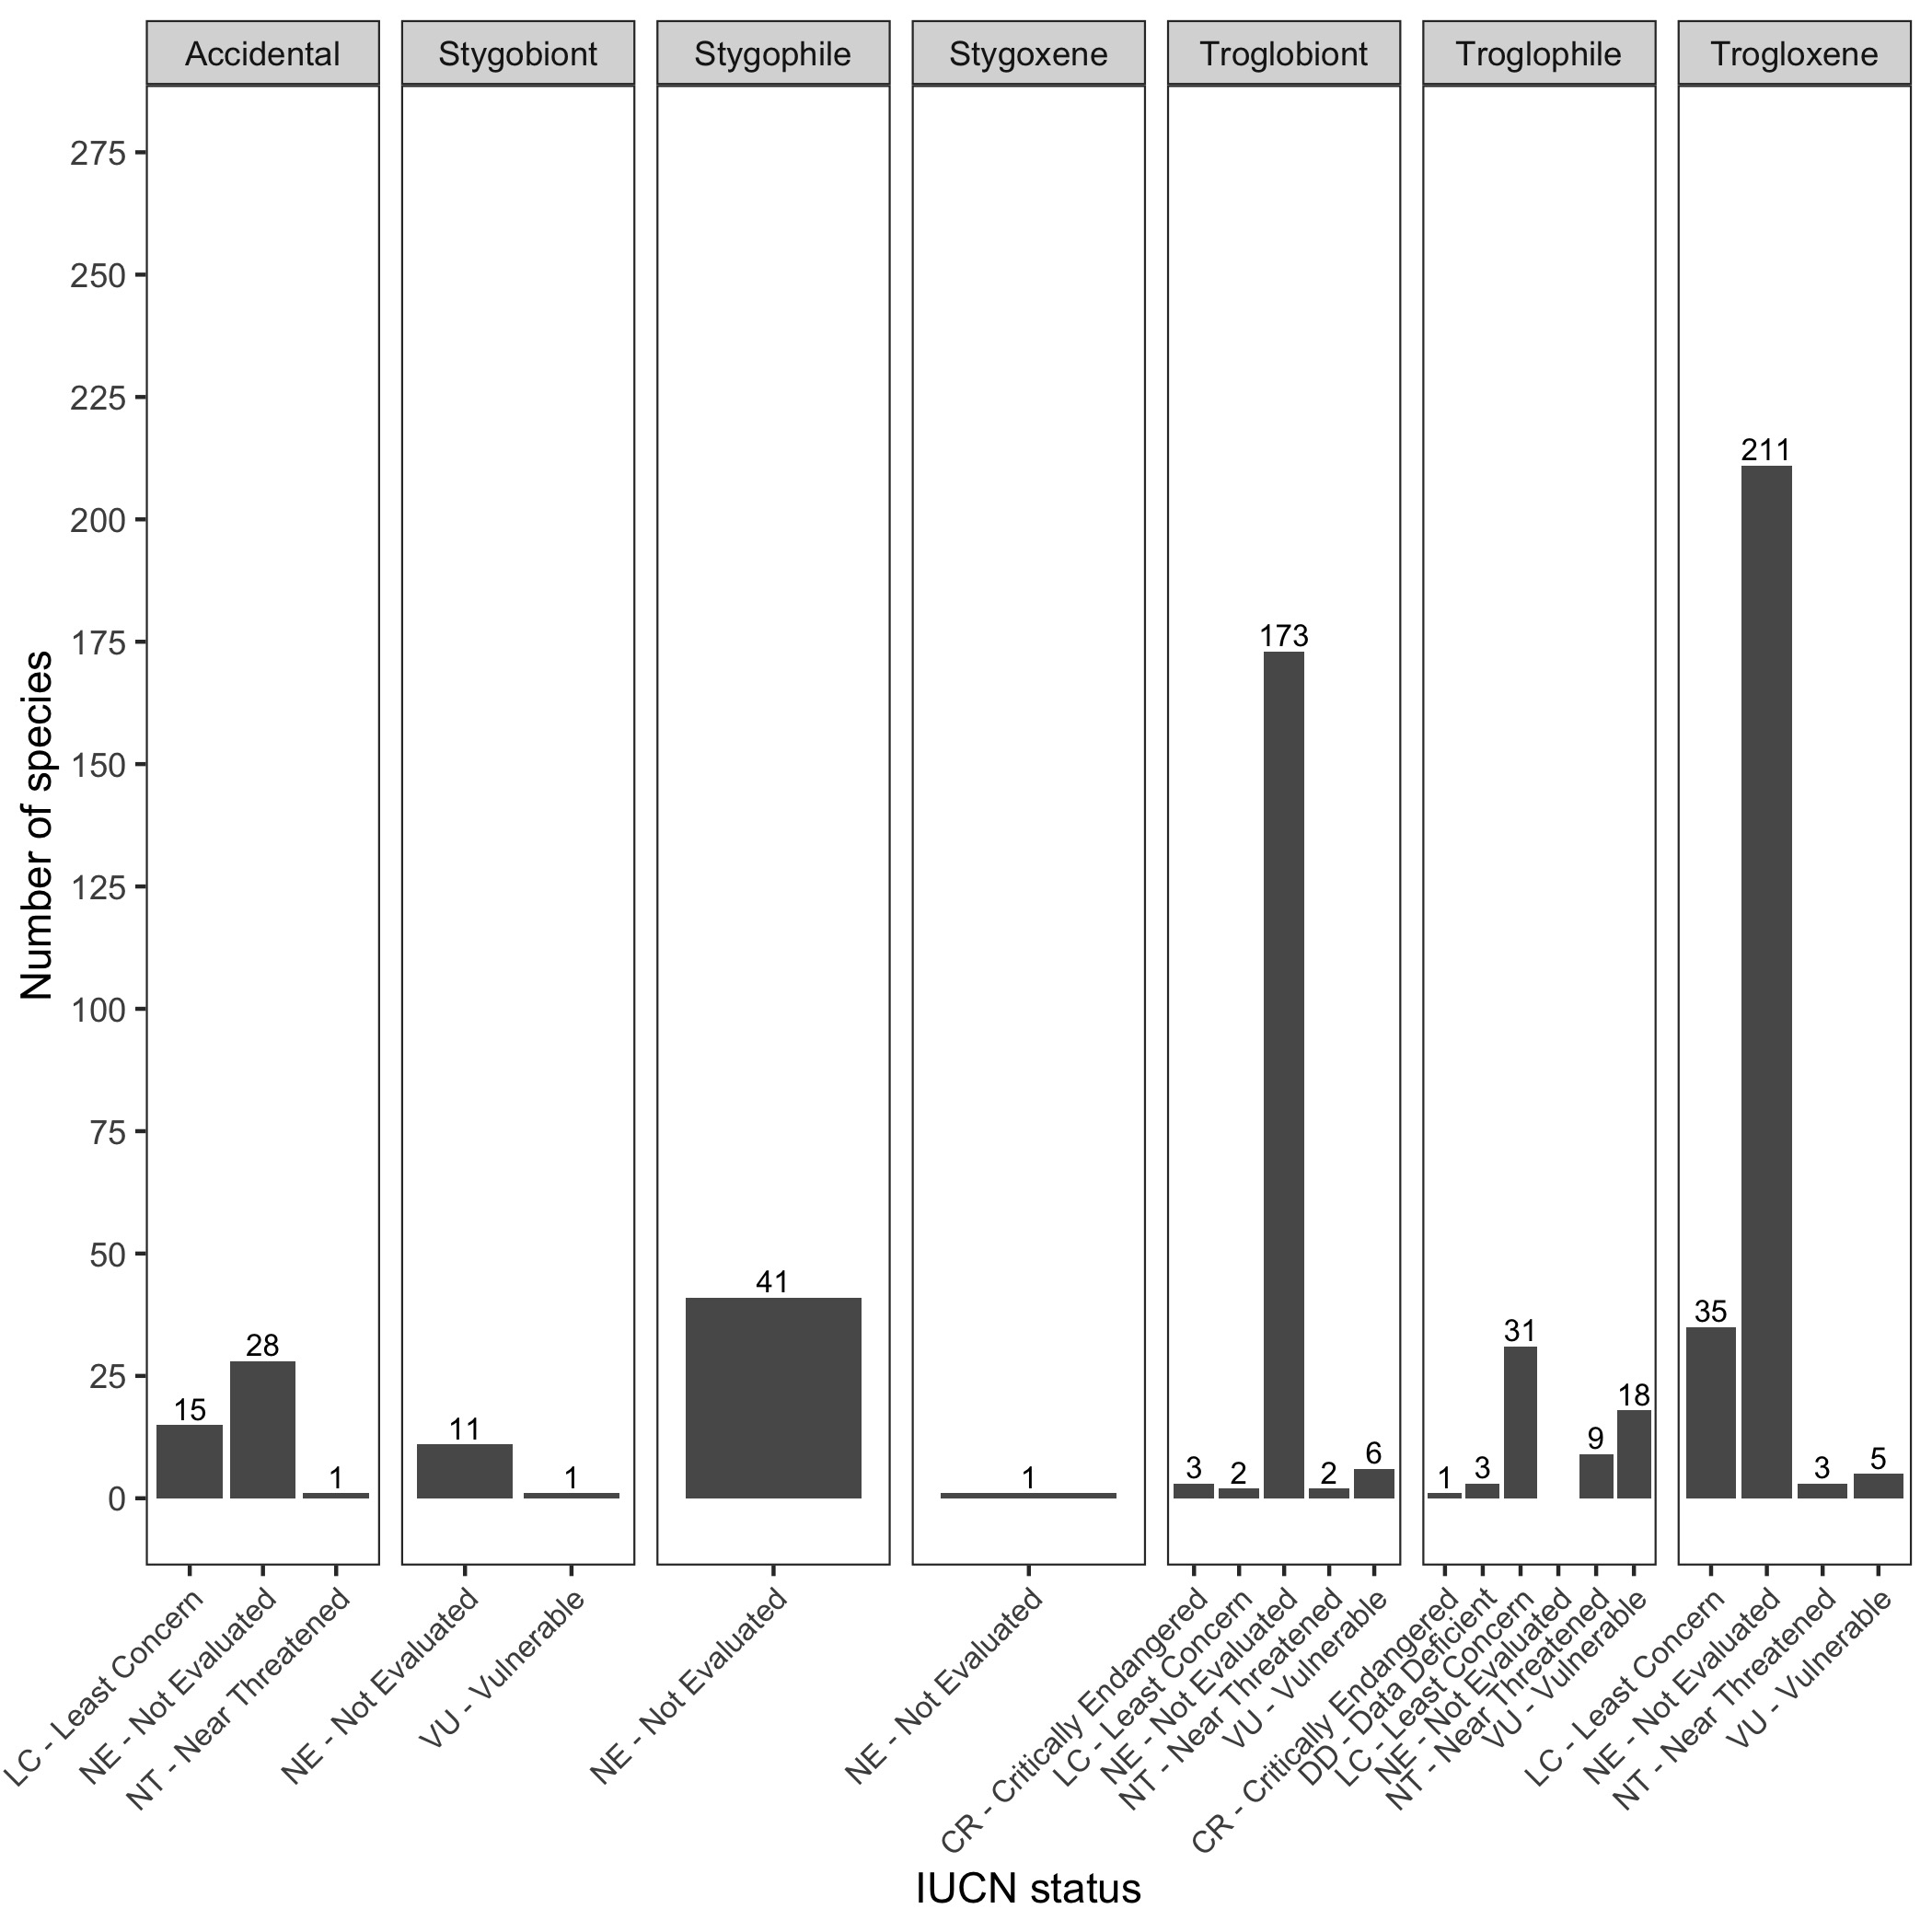 Accidental Stygobiont Stygophile Stygoxene Troglobiont Troglophile Trogloxene
Number of species
275
250
225
200
175
150
125
100
75
50
25
0
15 28 1
11 1
41
1
3 2 173 2 6
1 3 31 9 18
35 211 3 5
LC - Least Concern
NE - Not Evaluated
NT - Near Threatened
NE - Not Evaluated
VU - Vulnerable
NE - Not Evaluated
NE - Not Evaluated
CR - Critically Endangered
LC - Least Concern
NE - Not Evaluated
NT - Near Threatened
VU - Vulnerable
CR - Critically Endangered
DD - Data Deficient
LC - Least Concern
NE - Not Evaluated
NT - Near Threatened
VU - Vulnerable
LC - Least Concern
NE - Not Evaluated
NT - Near Threatened
VU - Vulnerable
IUCN status